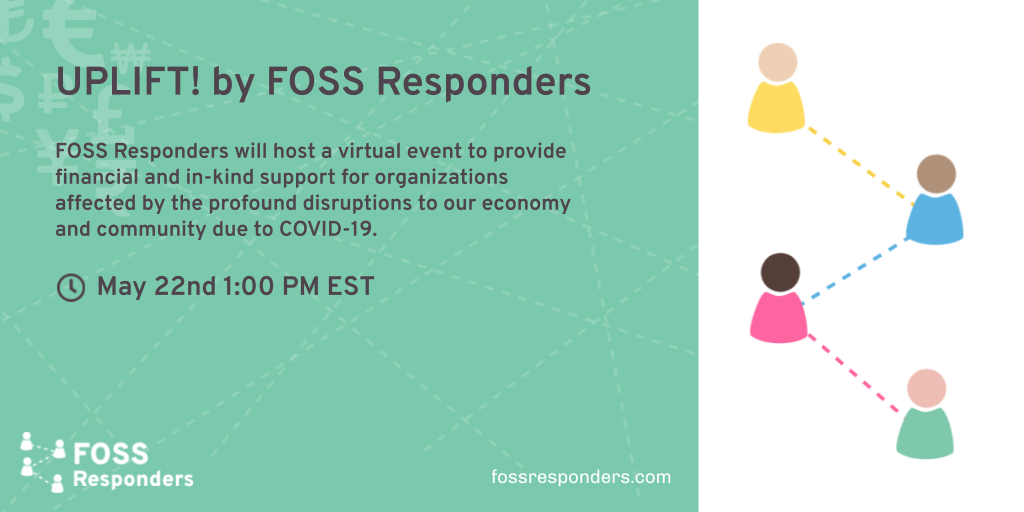 UPLIFT! by FOSS Responders
FOSS Responders will host a virtual event to provide
financial and in-kind support for organizations
affected by the profound disruptions to our economy
and community due to COVID-19.
May 22nd 1:00 PM EST
FOSS
Responders
fossresponders.com